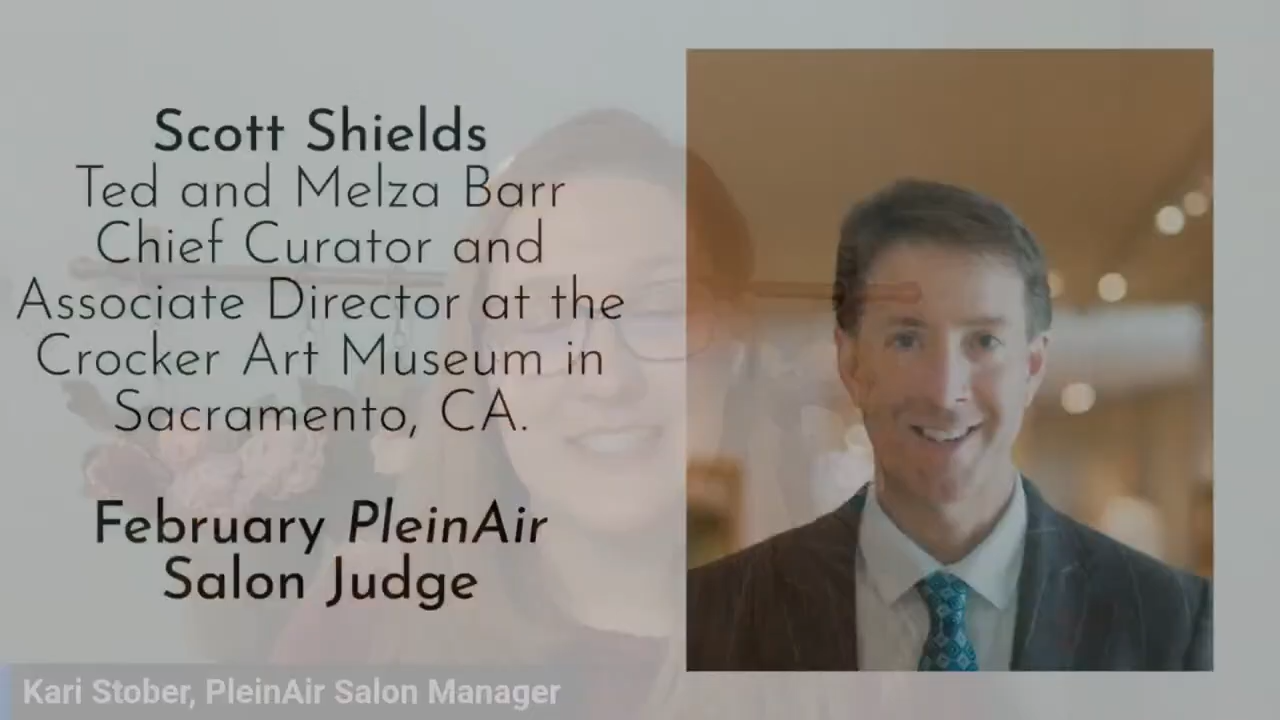 Scott Shields
Ted and Melza Barr
Chief Curator and
Associate Director at the
Crocker Art Museum in
Sacramento, CA.
February PleinAir
Salon Judge
Kari Stober, PleinAir Salon Manager